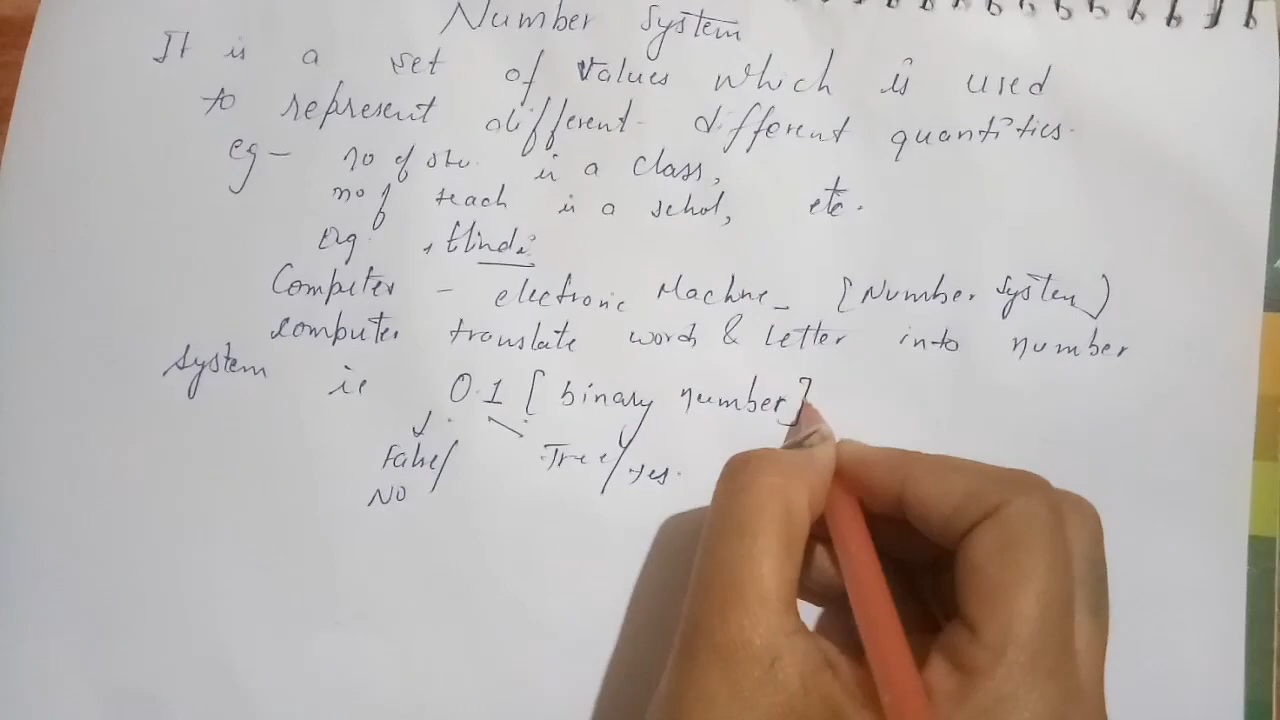 Number System
It is a set of values which is used
to represent different different quantities.
eg - no of stu. in a class,
no of teach in a schol, etc.
, Hindi
Computer - electronic Machine - [Number System]
computer translate words & letter into number
system ie 0.1 [binary number]
False/ True/yes.
NO